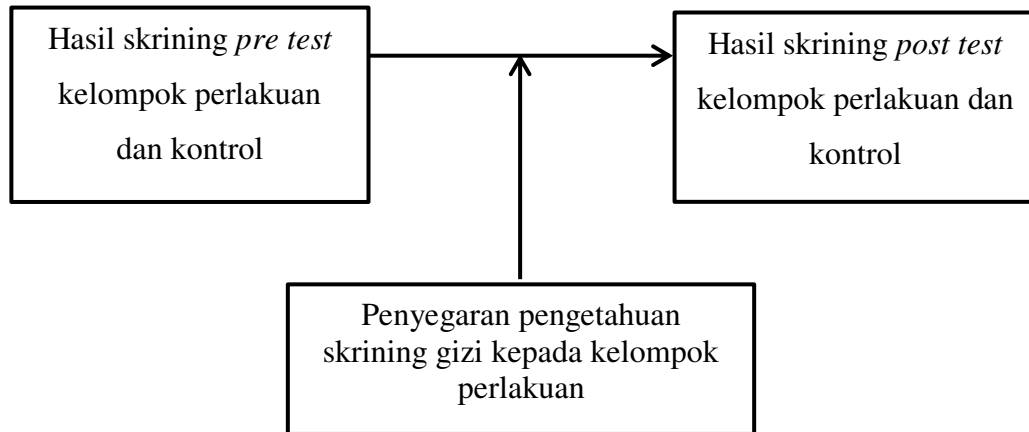 Hasil skrining pre test
kelompok perlakuan
dan kontrol
Hasil skrining post test
kelompok perlakuan dan
kontrol
Penyegaran pengetahuan
skrining gizi kepada kelompok
perlakuan